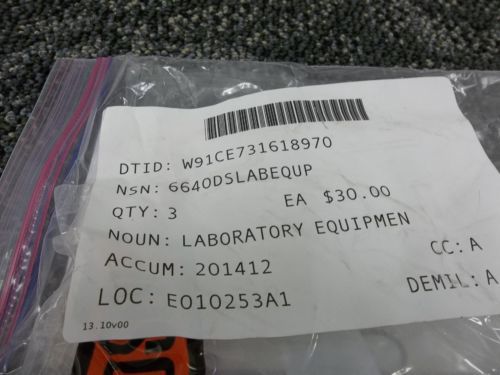 DTID: W91CE731618970
NSN: 6640DSLABEQUP
QTY: 3 EA $30.00
NOUN: LABORATORY EQUIPMEN
ACCUM: 201412 CC: A
LOC: E010253A1 DEMIL: A
13.10v00